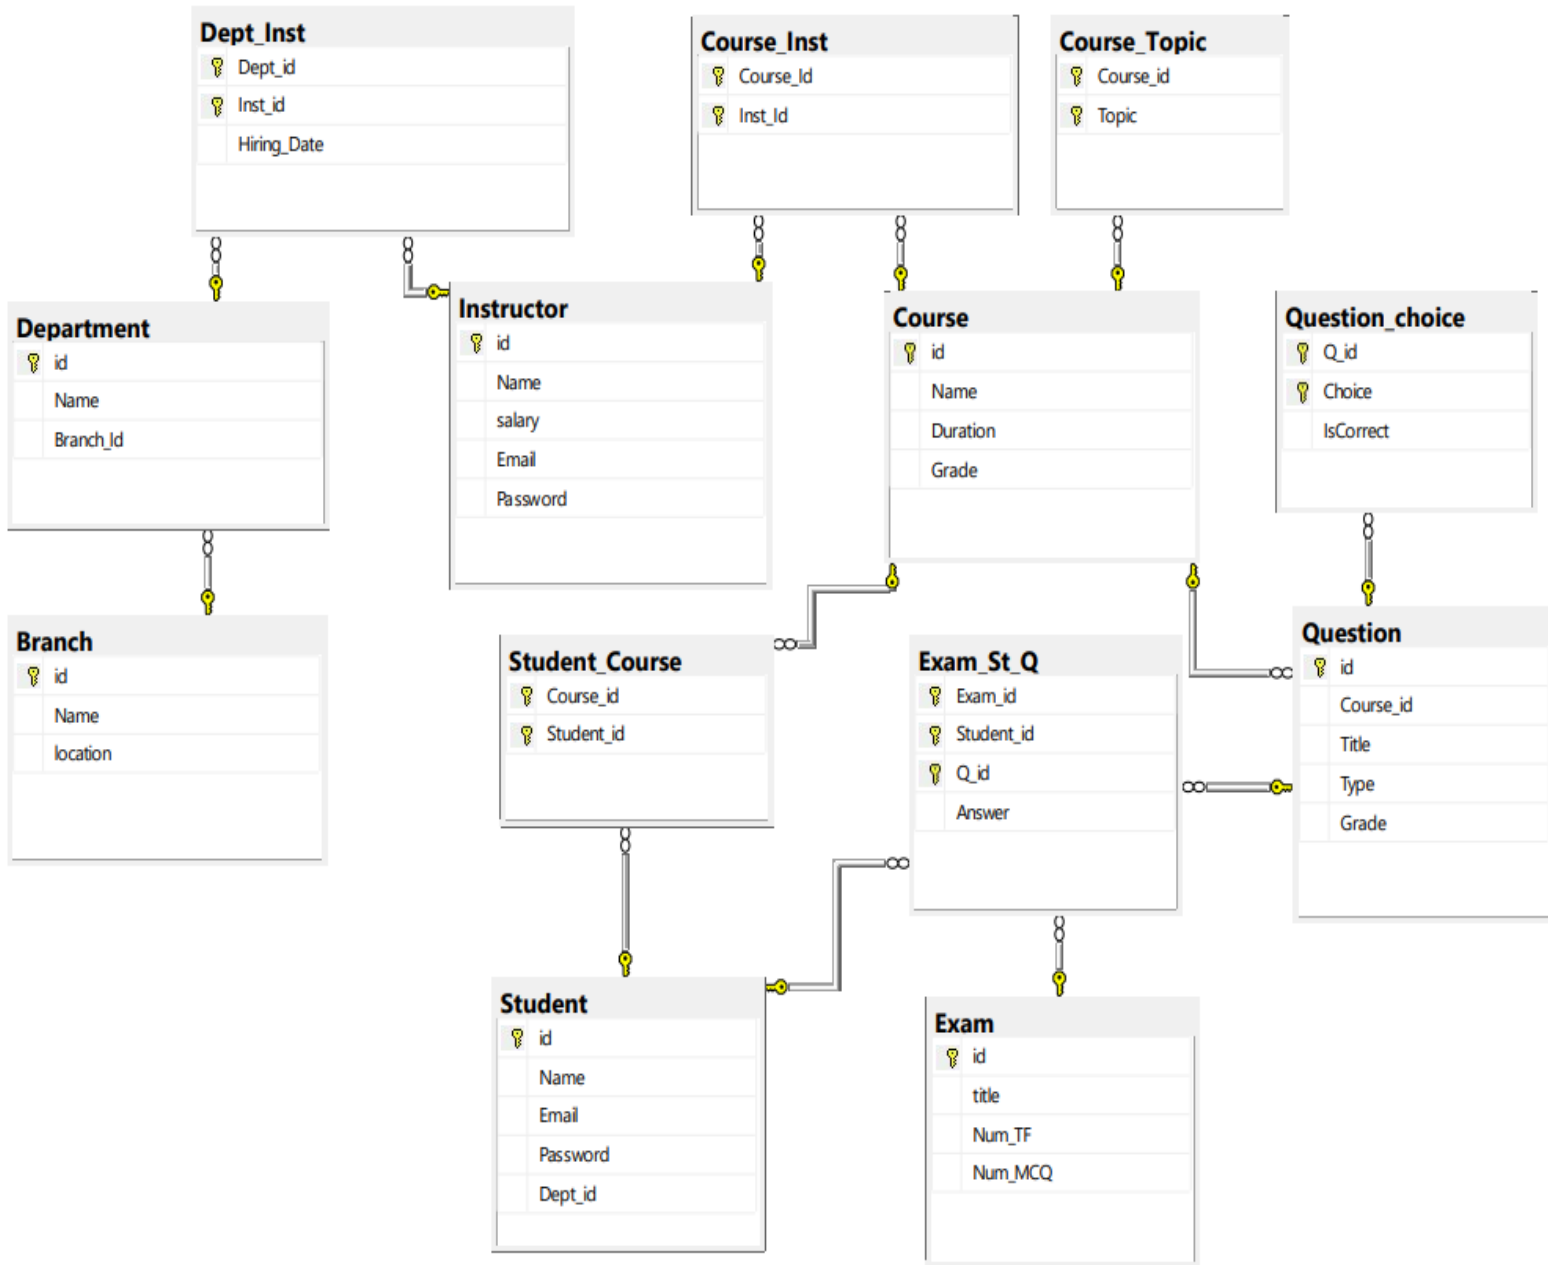 Dept_Inst
Dept_id
Inst_id
Hiring_Date
Course_Inst
Course_Id
Inst_Id
Course_Topic
Course_id
Topic
Department
id
Name
Branch_Id
Instructor
id
Name
salary
Email
Password
Course
id
Name
Duration
Grade
Question_choice
Q_id
Choice
IsCorrect
Branch
id
Name
location
Student_Course
Course_id
Student_id
Exam_St_Q
Exam_id
Student_id
Q_id
Answer
Question
id
Course_id
Title
Type
Grade
Student
id
Name
Email
Password
Dept_id
Exam
id
title
Num_TF
Num_MCQ